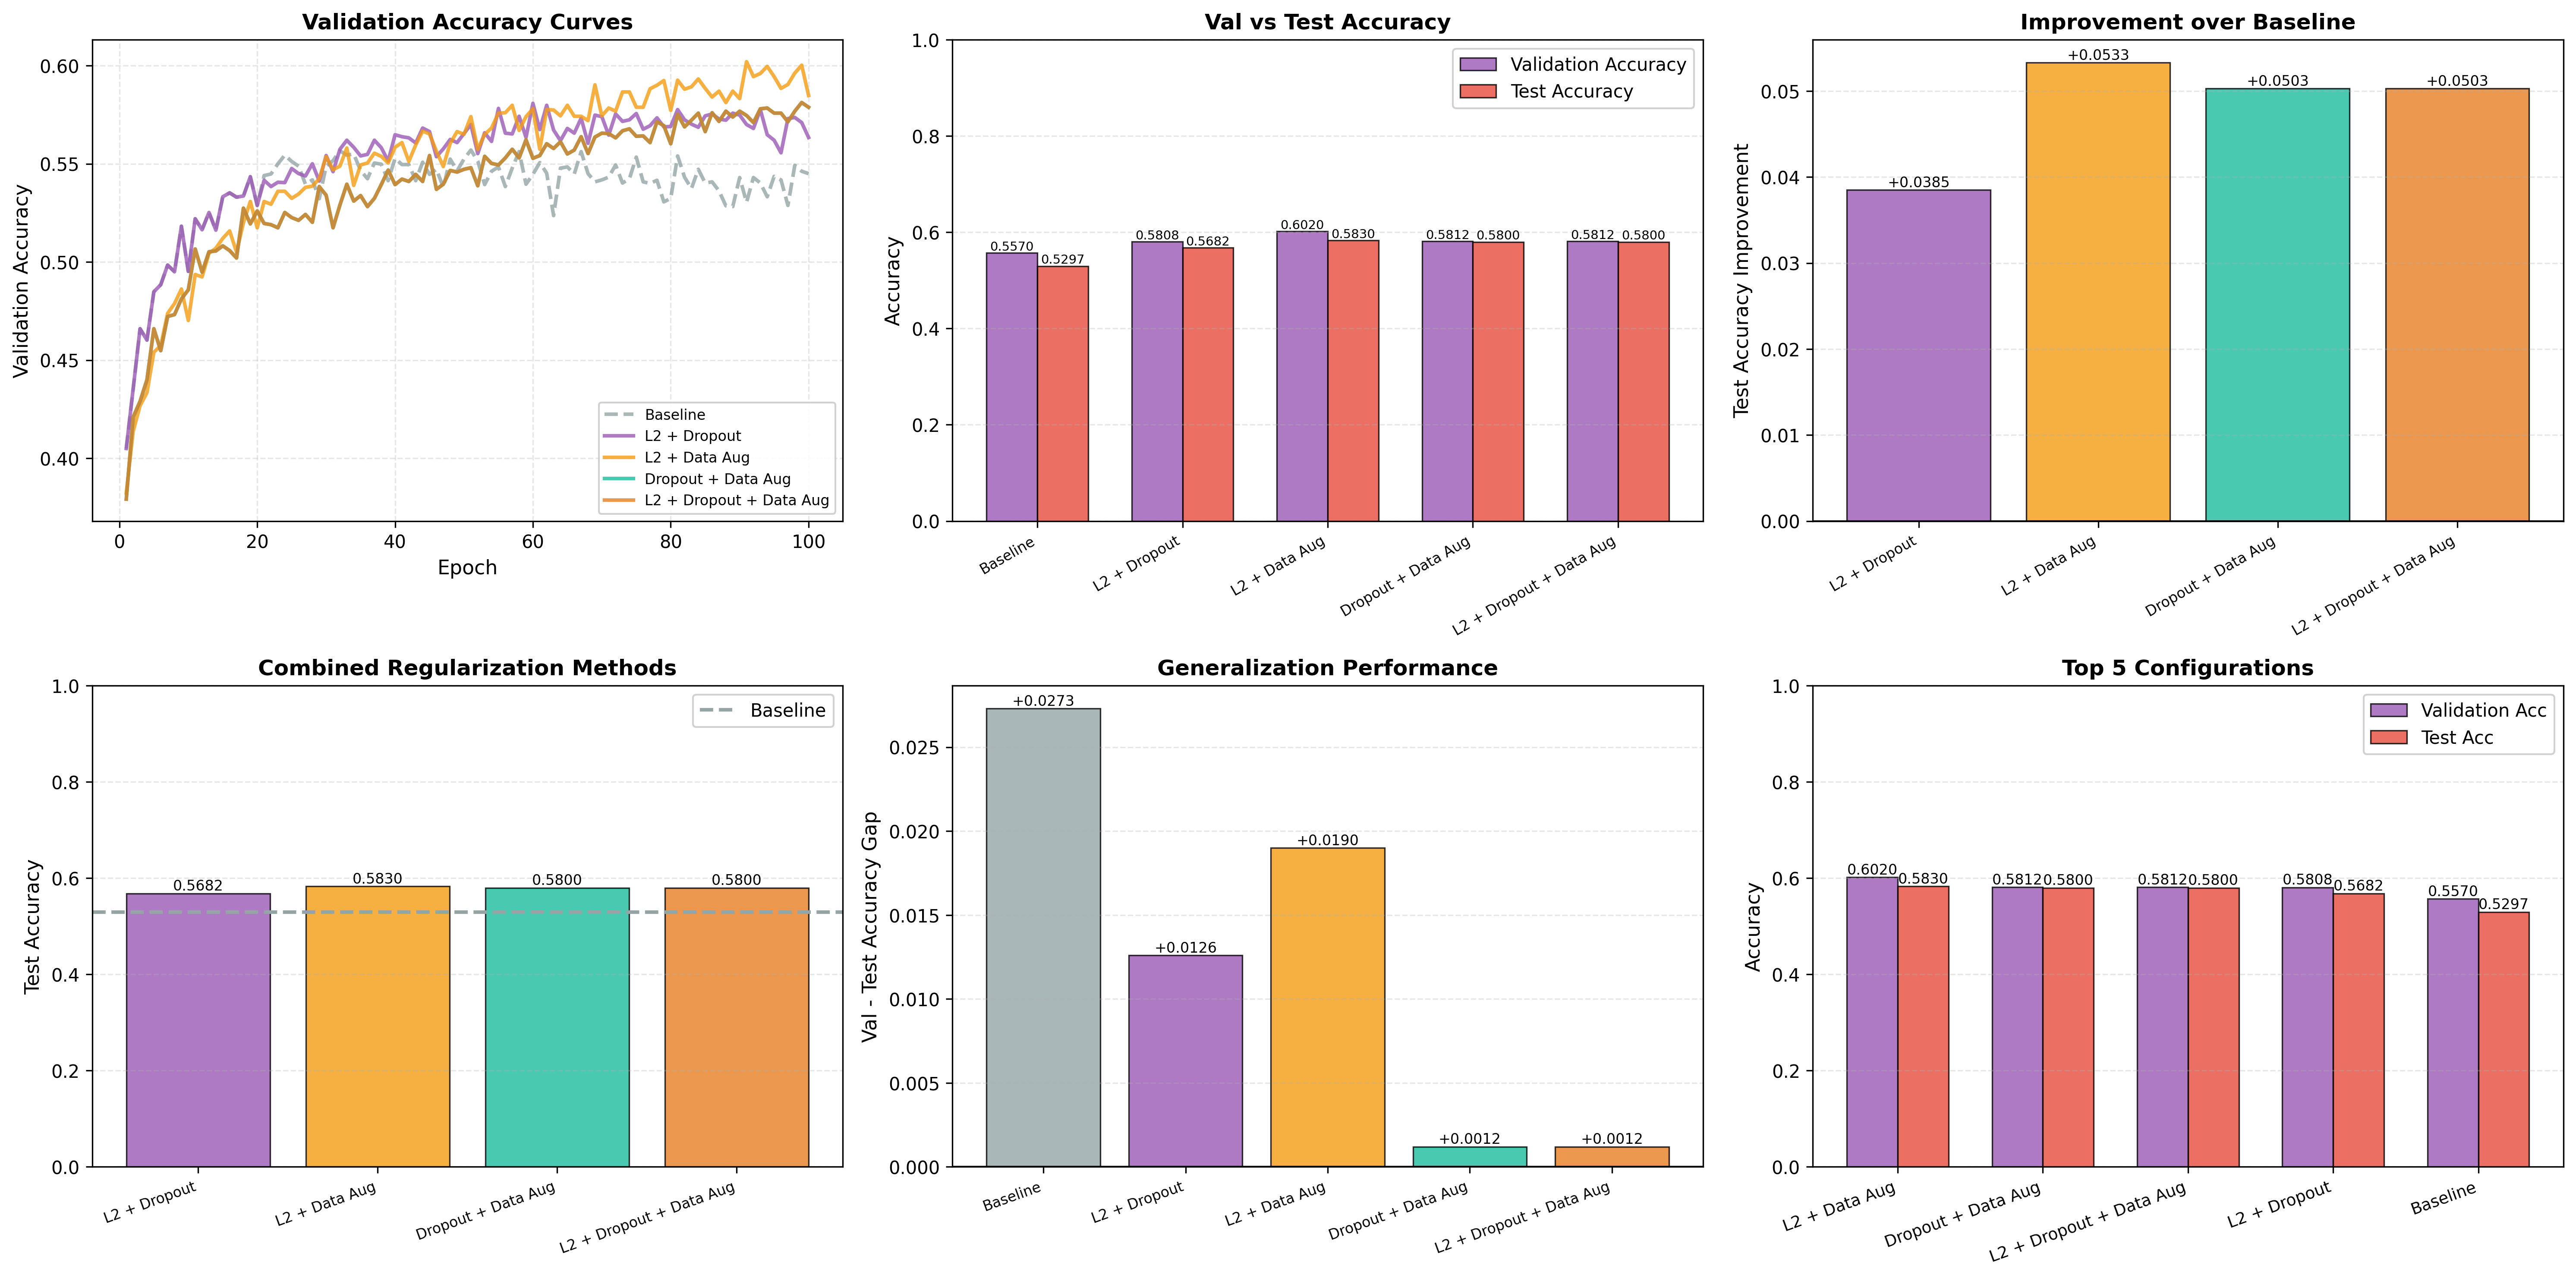 Validation Accuracy Curves
Validation Accuracy
0.60
0.55
0.50
0.45
0.40
0
20
40
60
80
100
Epoch
Baseline
L2 + Dropout
L2 + Data Aug
Dropout + Data Aug
L2 + Dropout + Data Aug
Val vs Test Accuracy
Accuracy
1.0
0.8
0.6
0.4
0.2
0.0
Validation Accuracy
Test Accuracy
0.5570
0.5297
0.5808
0.5682
0.6020
0.5830
0.5812
0.5800
0.5812
0.5800
Baseline
L2 + Dropout
L2 + Data Aug
Dropout + Data Aug
L2 + Dropout + Data Aug
Improvement over Baseline
Test Accuracy Improvement
0.05
0.04
0.03
0.02
0.01
0.00
+0.0385
+0.0533
+0.0503
+0.0503
L2 + Dropout
L2 + Data Aug
Dropout + Data Aug
L2 + Dropout + Data Aug
Combined Regularization Methods
Test Accuracy
1.0
0.8
0.6
0.4
0.2
0.0
Baseline
0.5682
0.5830
0.5800
0.5800
L2 + Dropout
L2 + Data Aug
Dropout + Data Aug
L2 + Dropout + Data Aug
Generalization Performance
Val - Test Accuracy Gap
0.025
0.020
0.015
0.010
0.005
0.000
+0.0273
+0.0126
+0.0190
+0.0012
+0.0012
Baseline
L2 + Dropout
L2 + Data Aug
Dropout + Data Aug
L2 + Dropout + Data Aug
Top 5 Configurations
Accuracy
1.0
0.8
0.6
0.4
0.2
0.0
Validation Acc
Test Acc
0.6020
0.5830
0.5812
0.5800
0.5812
0.5800
0.5808
0.5682
0.5570
0.5297
L2 + Data Aug
Dropout + Data Aug
L2 + Dropout + Data Aug
L2 + Dropout
Baseline